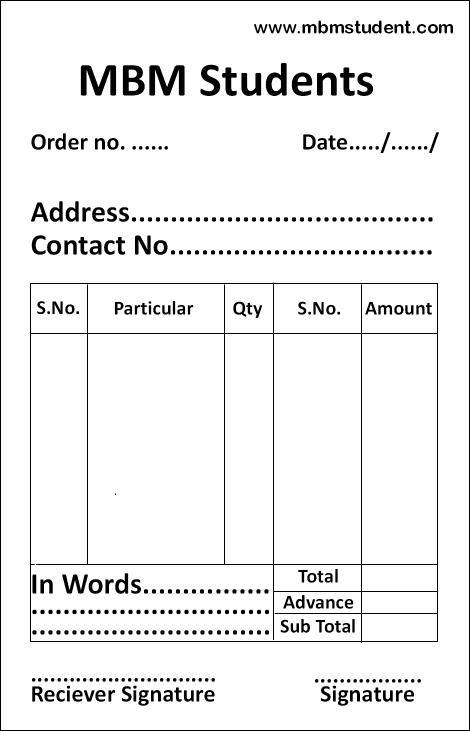 www.mbmstudent.com
MBM Students
Order no. ...... Date...../....../
Address....................................
Contact No...............................
S.No. Particular Qty S.No. Amount
In Words................ Total
............................ Advance
............................ Sub Total
............................. .................
Reciever Signature Signature